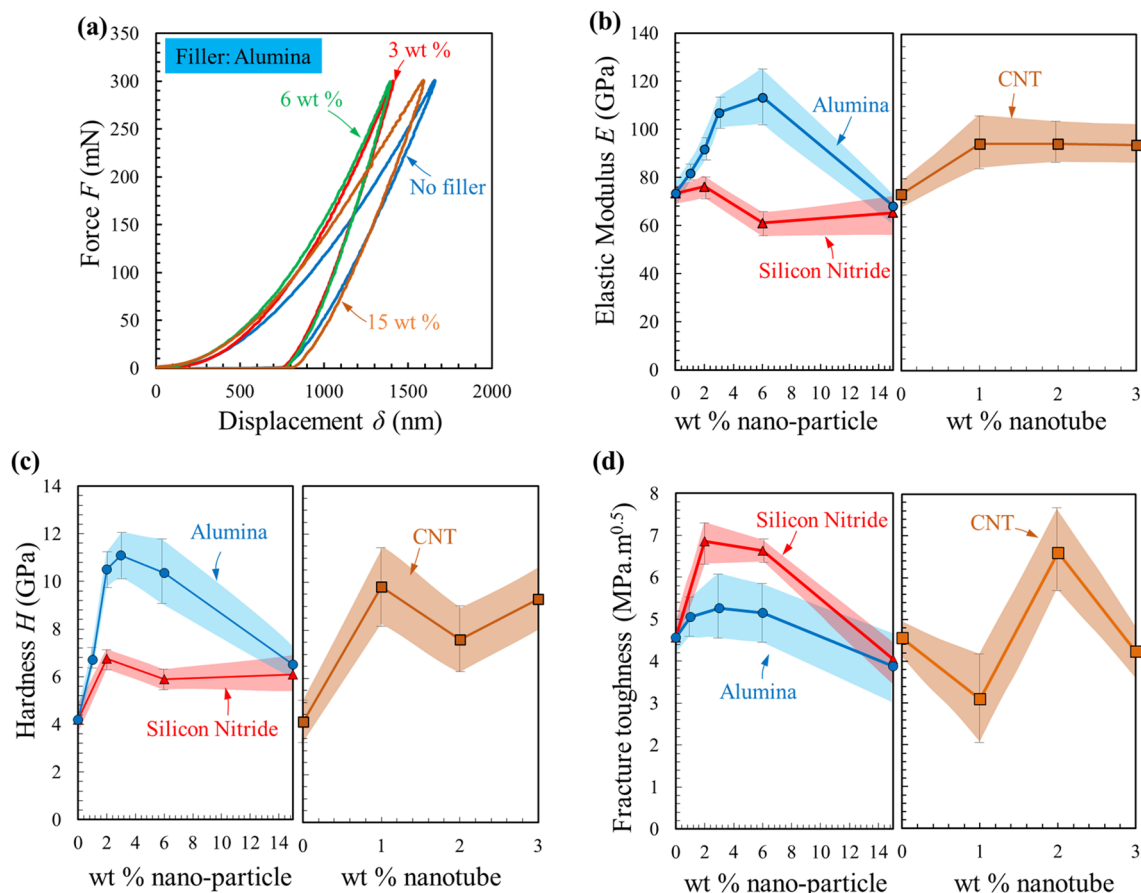 (a)
350
300
250
200
150
100
50
0
Force F (mN)
Filler: Alumina
3 wt %
6 wt %
No filler
15 wt %
0 500 1000 1500 2000
Displacement δ (nm)
(b)
140
120
100
80
60
40
20
0
Elastic Modulus E (GPa)
Alumina
Silicon Nitride
CNT
0 2 4 6 8 10 12 14
0 1 2 3
wt % nano-particle
wt % nanotube
(c)
14
12
10
8
6
4
2
0
Hardness H (GPa)
Alumina
Silicon Nitride
CNT
0 2 4 6 8 10 12 14
0 1 2 3
wt % nano-particle
wt % nanotube
(d)
8
7
6
5
4
3
2
1
0
Fracture toughness (MPa.m^0.5)
Silicon Nitride
Alumina
CNT
0 2 4 6 8 10 12 14
0 1 2 3
wt % nano-particle
wt % nanotube